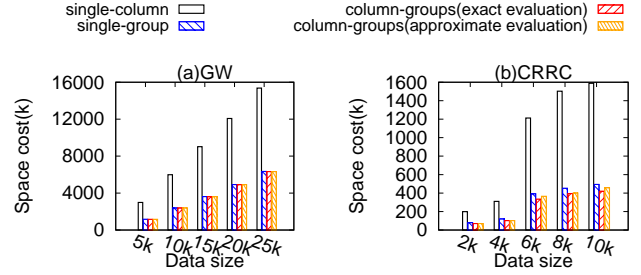 single-column
single-group
column-groups(exact evaluation)
column-groups(approximate evaluation)
(a)GW
Space cost(k)
16000
12000
8000
4000
0
5k 10k 15k 20k 25k
Data size
(b)CRRC
Space cost(k)
1600
1400
1200
1000
800
600
400
200
0
2k 4k 6k 8k 10k
Data size